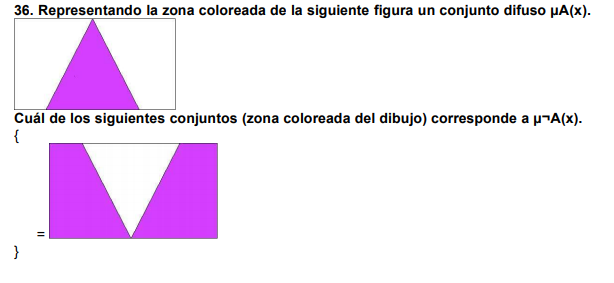 36. Representando la zona coloreada de la siguiente figura un conjunto difuso µA(x).
Cuál de los siguientes conjuntos (zona coloreada del dibujo) corresponde a µ¬A(x).
{
=
}